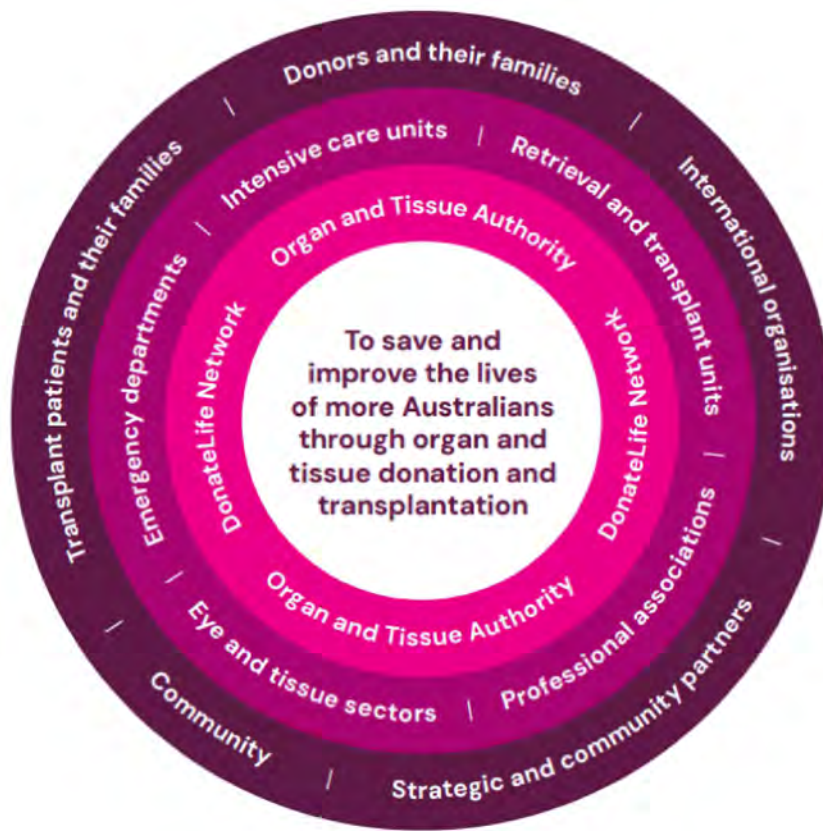 Donors and their families
|
International organisations
|
Strategic and community partners
|
Community
|
Transplant patients and their families
|
Intensive care units
|
Retrieval and transplant units
|
Professional associations
|
Eye and tissue sectors
|
Emergency departments
|
Organ and Tissue Authority
DonateLife Network
Organ and Tissue Authority
DonateLife Network
To save and
improve the lives
of more Australians
through organ and
tissue donation and
transplantation